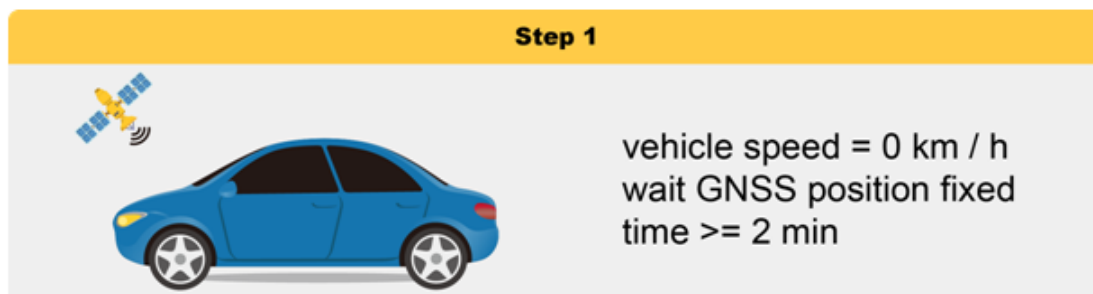 Step 1
vehicle speed = 0 km / h
wait GNSS position fixed
time >= 2 min